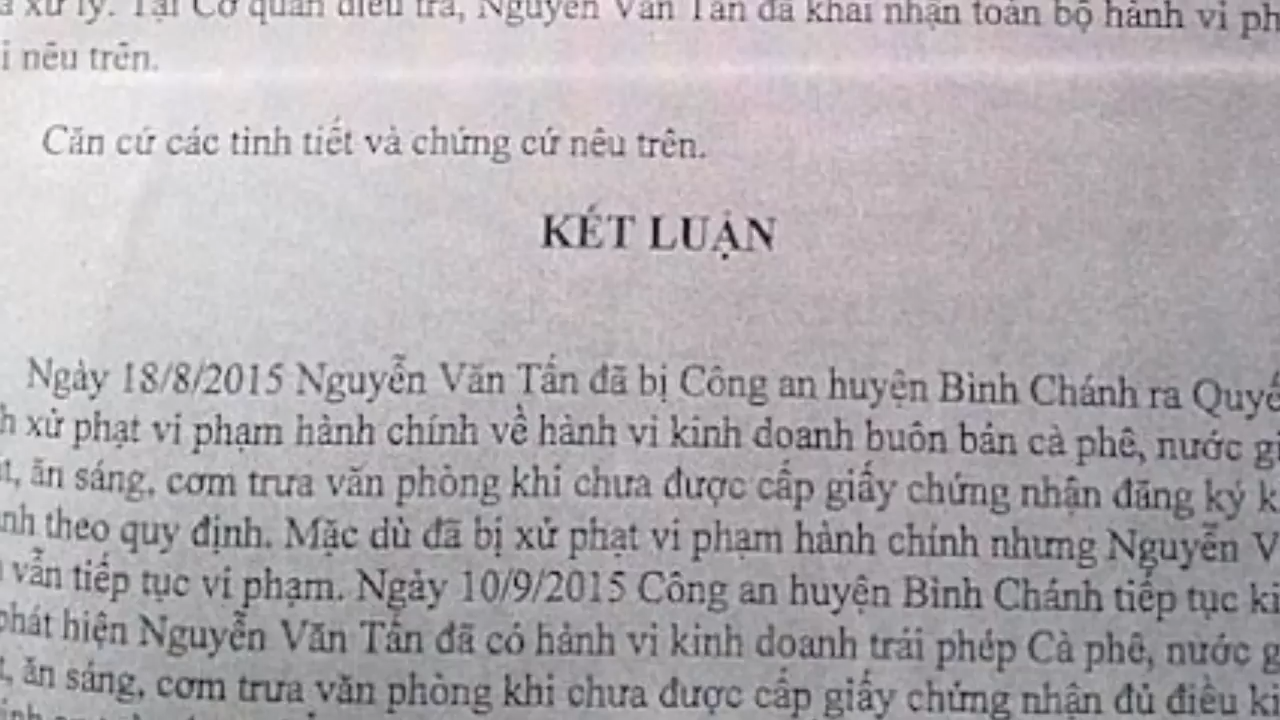 xử lý. Tại Cơ quan điều tra, Nguyễn Văn Tấn đã khai nhận toàn bộ hành vi ph
i nêu trên.
Căn cứ các tình tiết và chứng cứ nêu trên.
KẾT LUẬN
Ngày 18/8/2015 Nguyễn Văn Tấn đã bị Công an huyện Bình Chánh ra Quyế
h xử phạt vi phạm hành chính về hành vi kinh doanh buôn bán cà phê, nước gi
t, ăn sáng, cơm trưa văn phòng khi chưa được cấp giấy chứng nhận đăng ký k
anh theo quy định. Mặc dù đã bị xử phạt vi phạm hành chính nhưng Nguyễn V
vẫn tiếp tục vi phạm. Ngày 10/9/2015 Công an huyện Bình Chánh tiếp tục ki
phát hiện Nguyễn Văn Tấn đã có hành vi kinh doanh trái phép Cà phê, nước g
t, ăn sáng, cơm trưa văn phòng khi chưa được cấp giấy chứng nhận đủ điều ki